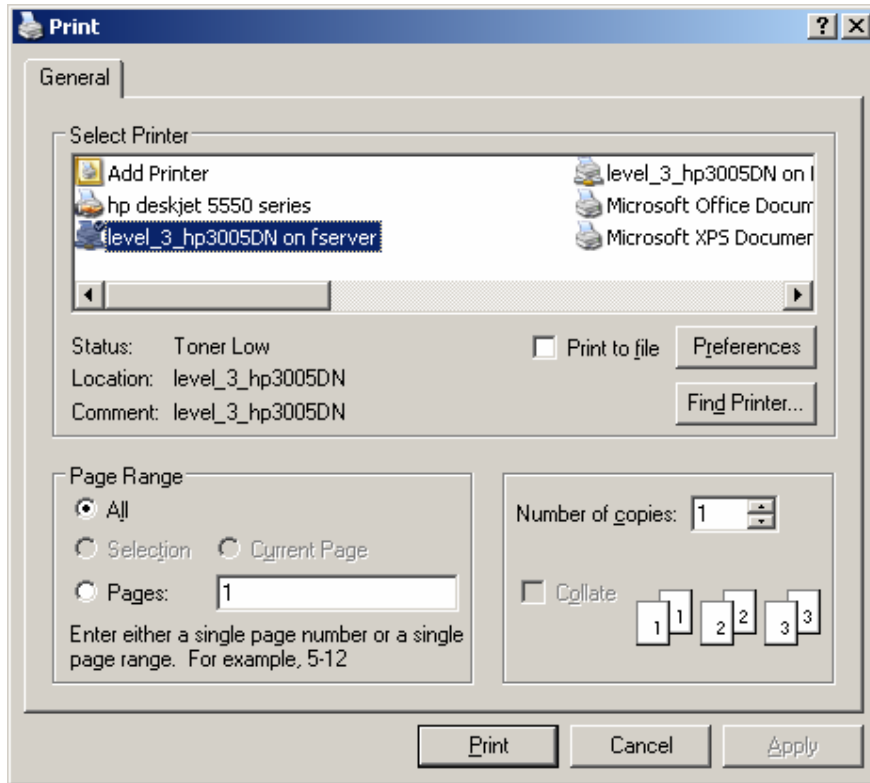 Print
General
Select Printer
Add Printer
hp deskjet 5550 series
level_3_hp3005DN on fserver
level_3_hp3005DN on
Microsoft Office Docum
Microsoft XPS Documen
Status: Toner Low
Location: level_3_hp3005DN
Comment: level_3_hp3005DN
Print to file
Preferences
Find Printer...
Page Range
All
Selection
Current Page
Pages: 1
Enter either a single page number or a single
page range. For example, 5-12
Number of copies: 1
Collate
1 1 2 2 3 3
Print
Cancel
Apply